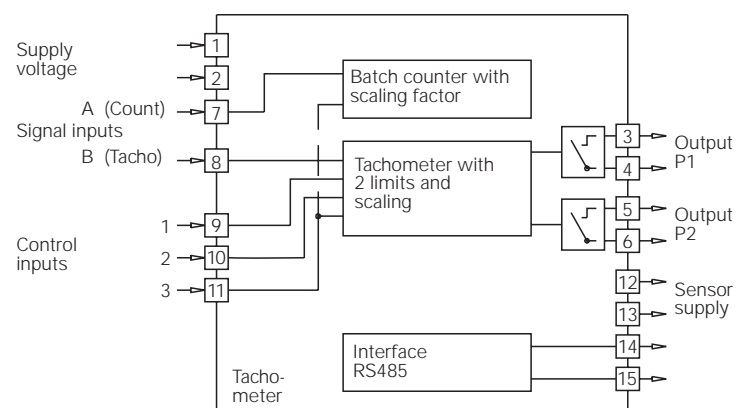 Supply
voltage
1
2
A (Count)
7
Signal inputs
B (Tacho)
8
Control
inputs
1
9
2
10
3
11
Batch counter with
scaling factor
Tachometer with
2 limits and
scaling
Interface
RS485
Tacho-
meter
3
4
Output
P1
5
6
Output
P2
12
13
Sensor
supply
14
15